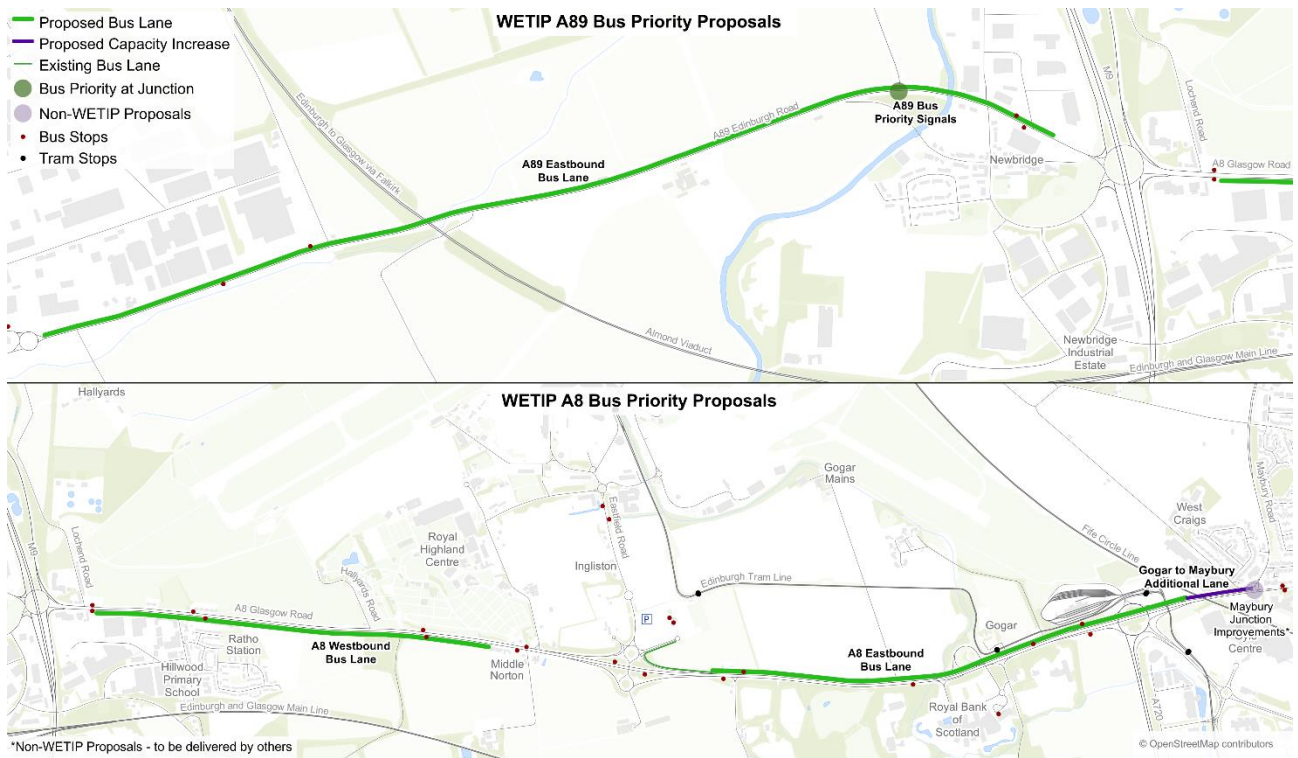 WETIP A89 Bus Priority Proposals
Proposed Bus Lane
Proposed Capacity Increase
Existing Bus Lane
Bus Priority at Junction
Non-WETIP Proposals
Bus Stops
Tram Stops
Edinburgh to Glasgow via Falkirk
A89 Edinburgh Road
A89 Eastbound
Bus Lane
A89 Bus
Priority Signals
Newbridge
M9
Lochend Road
A8 Glasgow Road
Almond Viaduct
Newbridge
Industrial
Estate
Edinburgh and Glasgow Main Line
WETIP A8 Bus Priority Proposals
Hallyards
M9
Lochend Road
A8 Glasgow Road
Ratho
Station
Hillwood
Primary
School
Hallyards Road
Royal
Highland
Centre
A8 Westbound
Bus Lane
Middle
Norton
Edinburgh and Glasgow Main Line
Eastfield Road
Ingliston
P
Edinburgh Tram Line
Gogar
Mains
A8 Eastbound
Bus Lane
Gogar
Royal Bank
of
Scotland
Fife Circle Line
West
Craigs
Maybury Road
Gogar to Maybury
Additional Lane
Maybury
Junction
Improvements*
Centre
A720
*Non-WETIP Proposals - to be delivered by others
© OpenStreetMap contributors